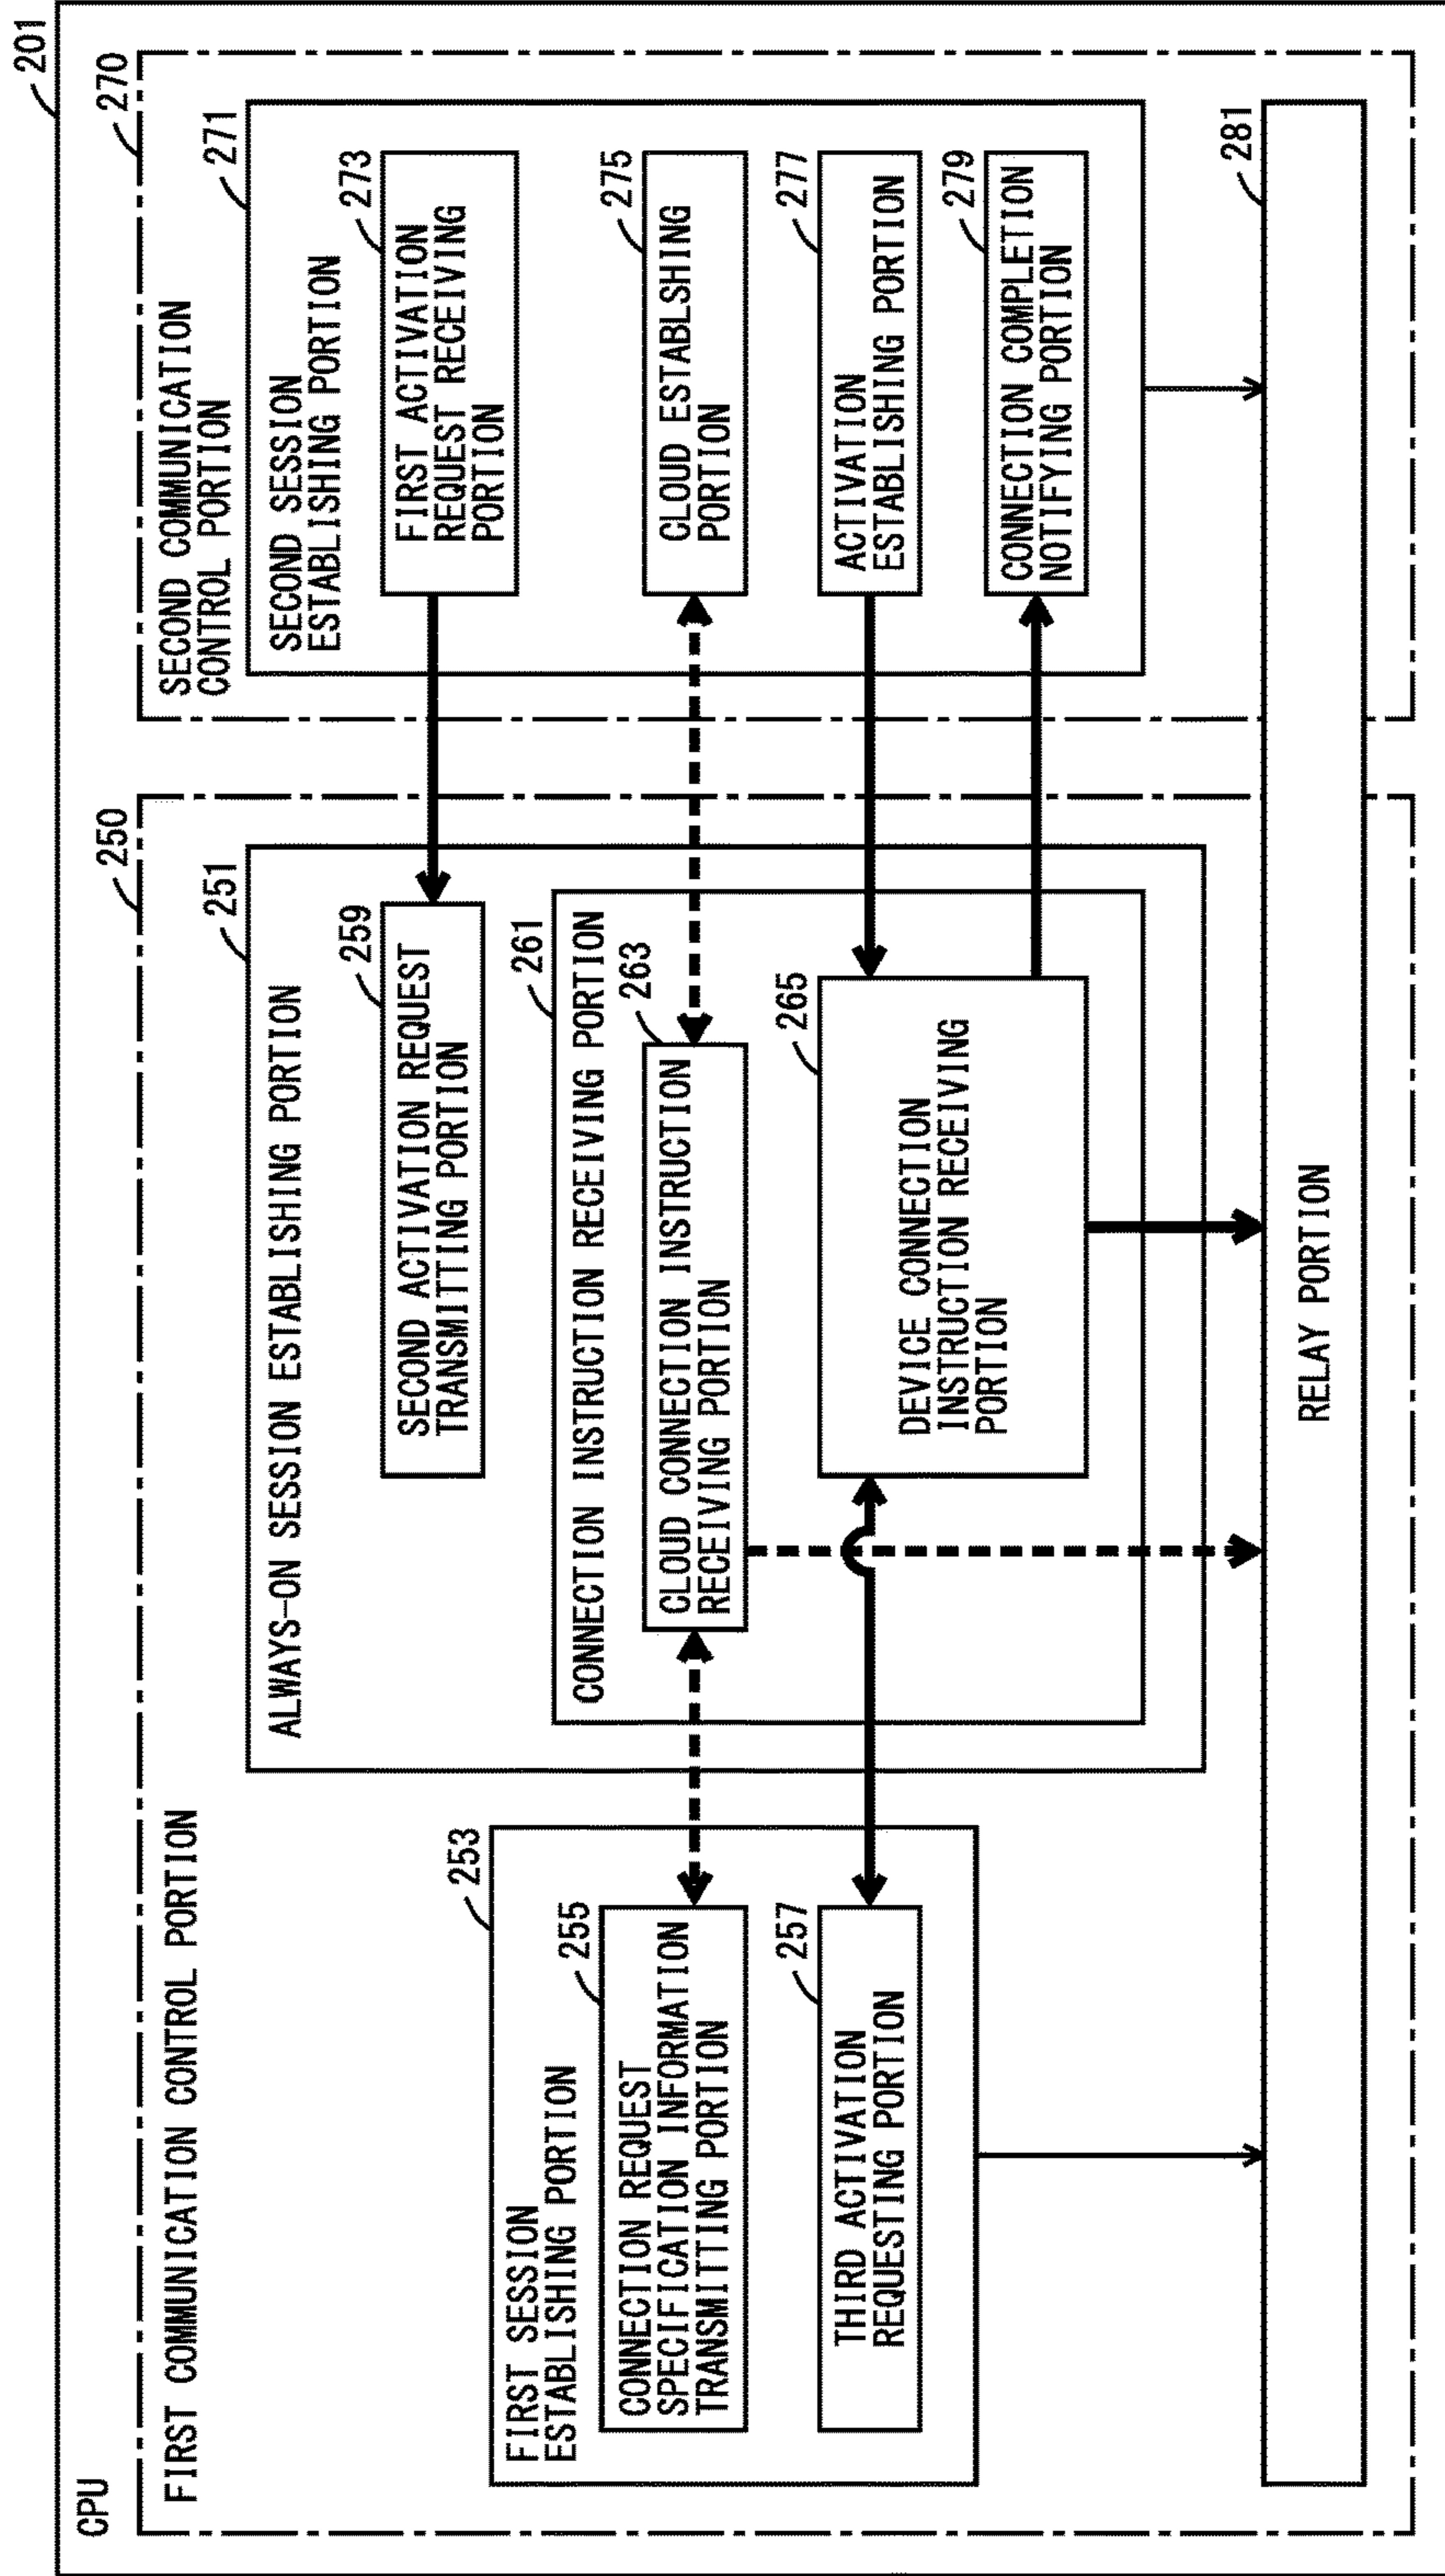 201
CPU
250
FIRST COMMUNICATION CONTROL PORTION
270
SECOND COMMUNICATION
CONTROL PORTION
253
FIRST SESSION
ESTABLISHING PORTION
255
CONNECTION REQUEST
SPECIFICATION INFORMATION
TRANSMITTING PORTION
257
THIRD ACTIVATION
REQUESTING PORTION
251
ALWAYS-ON SESSION ESTABLISHING PORTION
259
SECOND ACTIVATION REQUEST
TRANSMITTING PORTION
261
CONNECTION INSTRUCTION RECEIVING PORTION
263
CLOUD CONNECTION INSTRUCTION
RECEIVING PORTION
265
DEVICE CONNECTION
INSTRUCTION RECEIVING
PORTION
271
SECOND SESSION
ESTABLISHING PORTION
273
FIRST ACTIVATION
REQUEST RECEIVING
PORTION
275
CLOUD ESTABLSHING
PORTION
277
ACTIVATION
ESTABLISHING PORTION
279
CONNECTION COMPLETION
NOTIFYING PORTION
281
RELAY PORTION